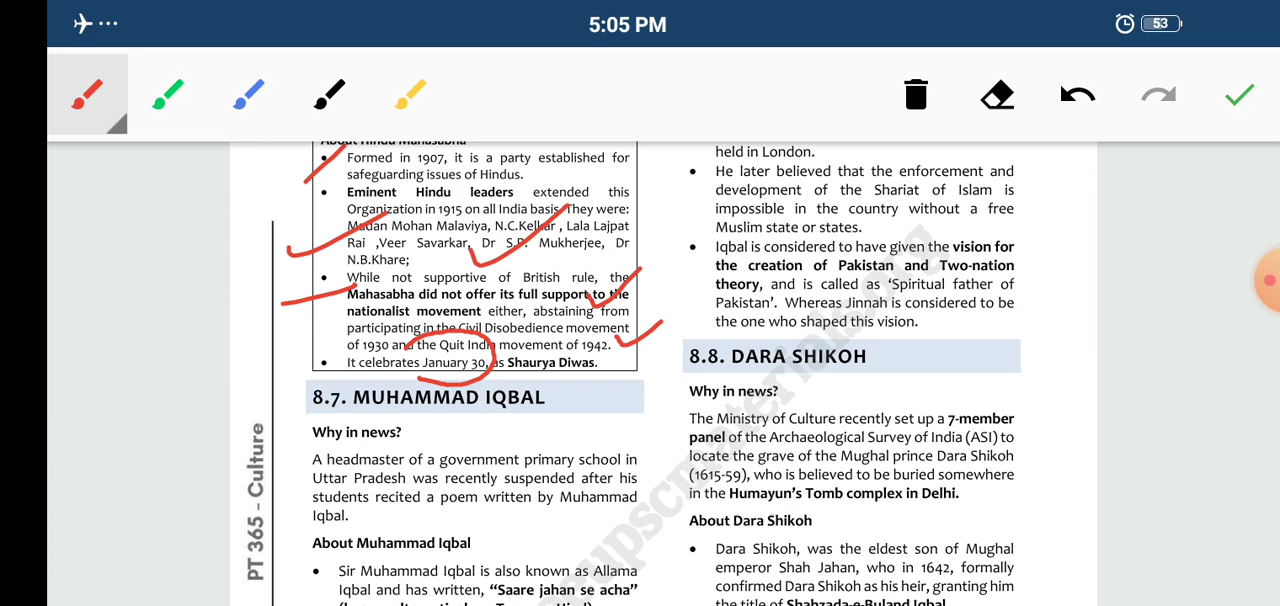 5:05 PM
53
About Hindu Mahasabha
• Formed in 1907, it is a party established for
safeguarding issues of Hindus.
• Eminent Hindu leaders extended this
Organization in 1915 on all India basis. They were:
Madan Mohan Malaviya, N.C.Kelkar , Lala Lajpat
Rai ,Veer Savarkar, Dr S.P. Mukherjee, Dr
N.B.Khare;
• While not supportive of British rule, the
Mahasabha did not offer its full support to the
nationalist movement either, abstaining from
participating in the Civil Disobedience movement
of 1930 and the Quit India movement of 1942.
• It celebrates January 30, as Shaurya Diwas.
8.7. MUHAMMAD IQBAL
Why in news?
A headmaster of a government primary school in
Uttar Pradesh was recently suspended after his
students recited a poem written by Muhammad
Iqbal.
About Muhammad Iqbal
• Sir Muhammad Iqbal is also known as Allama
Iqbal and has written, “Saare jahan se acha”
PT 365 - Culture
held in London.
• He later believed that the enforcement and
development of the Shariat of Islam is
impossible in the country without a free
Muslim state or states.
• Iqbal is considered to have given the vision for
the creation of Pakistan and Two-nation
theory, and is called as ‘Spiritual father of
Pakistan’. Whereas Jinnah is considered to be
the one who shaped this vision.
8.8. DARA SHIKOH
Why in news?
The Ministry of Culture recently set up a 7-member
panel of the Archaeological Survey of India (ASI) to
locate the grave of the Mughal prince Dara Shikoh
(1615-59), who is believed to be buried somewhere
in the Humayun’s Tomb complex in Delhi.
About Dara Shikoh
• Dara Shikoh, was the eldest son of Mughal
emperor Shah Jahan, who in 1642, formally
confirmed Dara Shikoh as his heir, granting him
the title of Shahzada-e-Buland Iqbal
upscmaterials.org